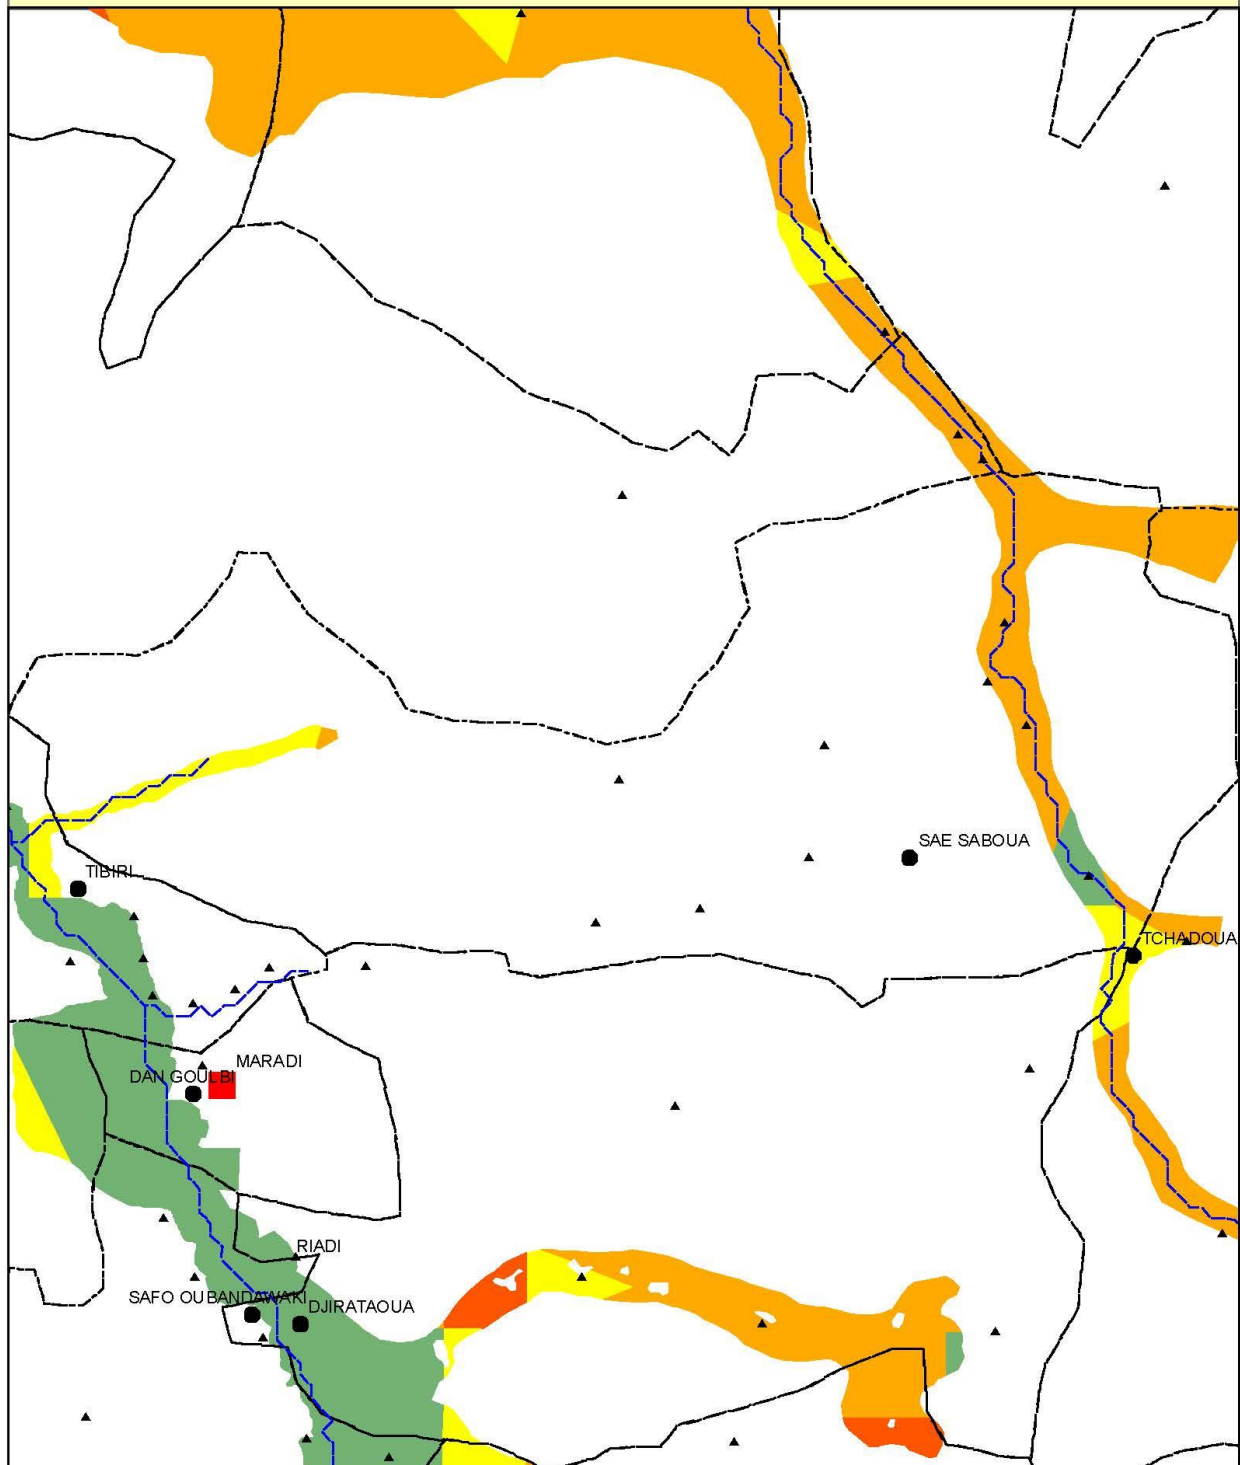 SAE SABOUA
TIBIRI
TCHADOUA
MARADI
DAN GOULBI
RIADI
SAFO OUBANDAWAKI
DJIRATAOUA